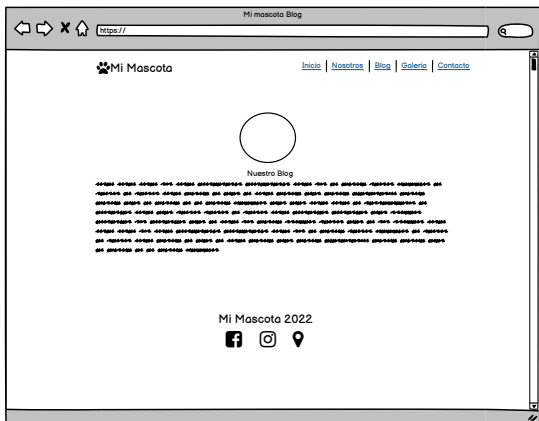 Mi mascota Blog
https://
Mi Mascota
Inicio | Nosotros | Blog | Galeria | Contacto
Nuestro Blog
Mi Mascota 2022